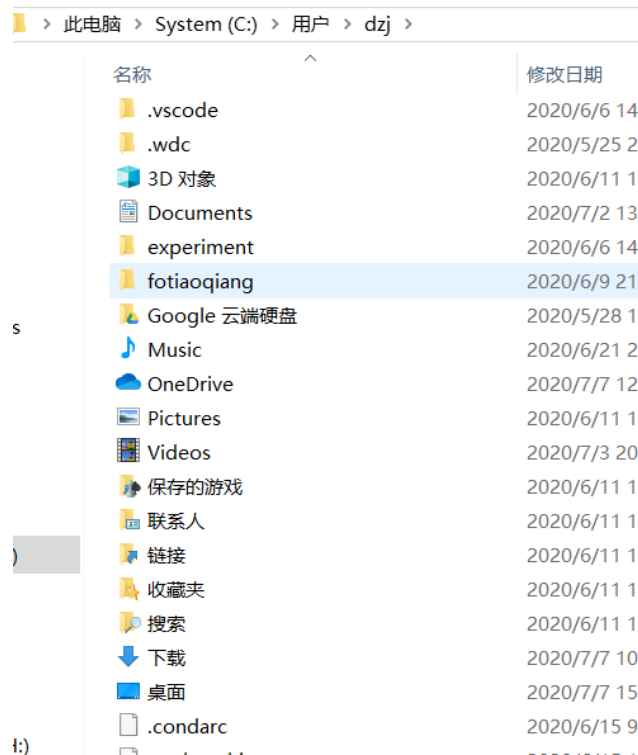 此电脑 > System (C:) > 用户 > dzj >
名称 修改日期
.vscode 2020/6/6 14
.wdc 2020/5/25 2
3D 对象 2020/6/11 1
Documents 2020/7/2 13
experiment 2020/6/6 14
fotiaoqiang 2020/6/9 21
Google 云端硬盘 2020/5/28 1
s
Music 2020/6/21 2
OneDrive 2020/7/7 12
Pictures 2020/6/11 1
Videos 2020/7/3 20
保存的游戏 2020/6/11 1
联系人 2020/6/11 1
) 链接 2020/6/11 1
收藏夹 2020/6/11 1
搜索 2020/6/11 1
下载 2020/7/7 10
桌面 2020/7/7 15
.condarc 2020/6/15 9
:)